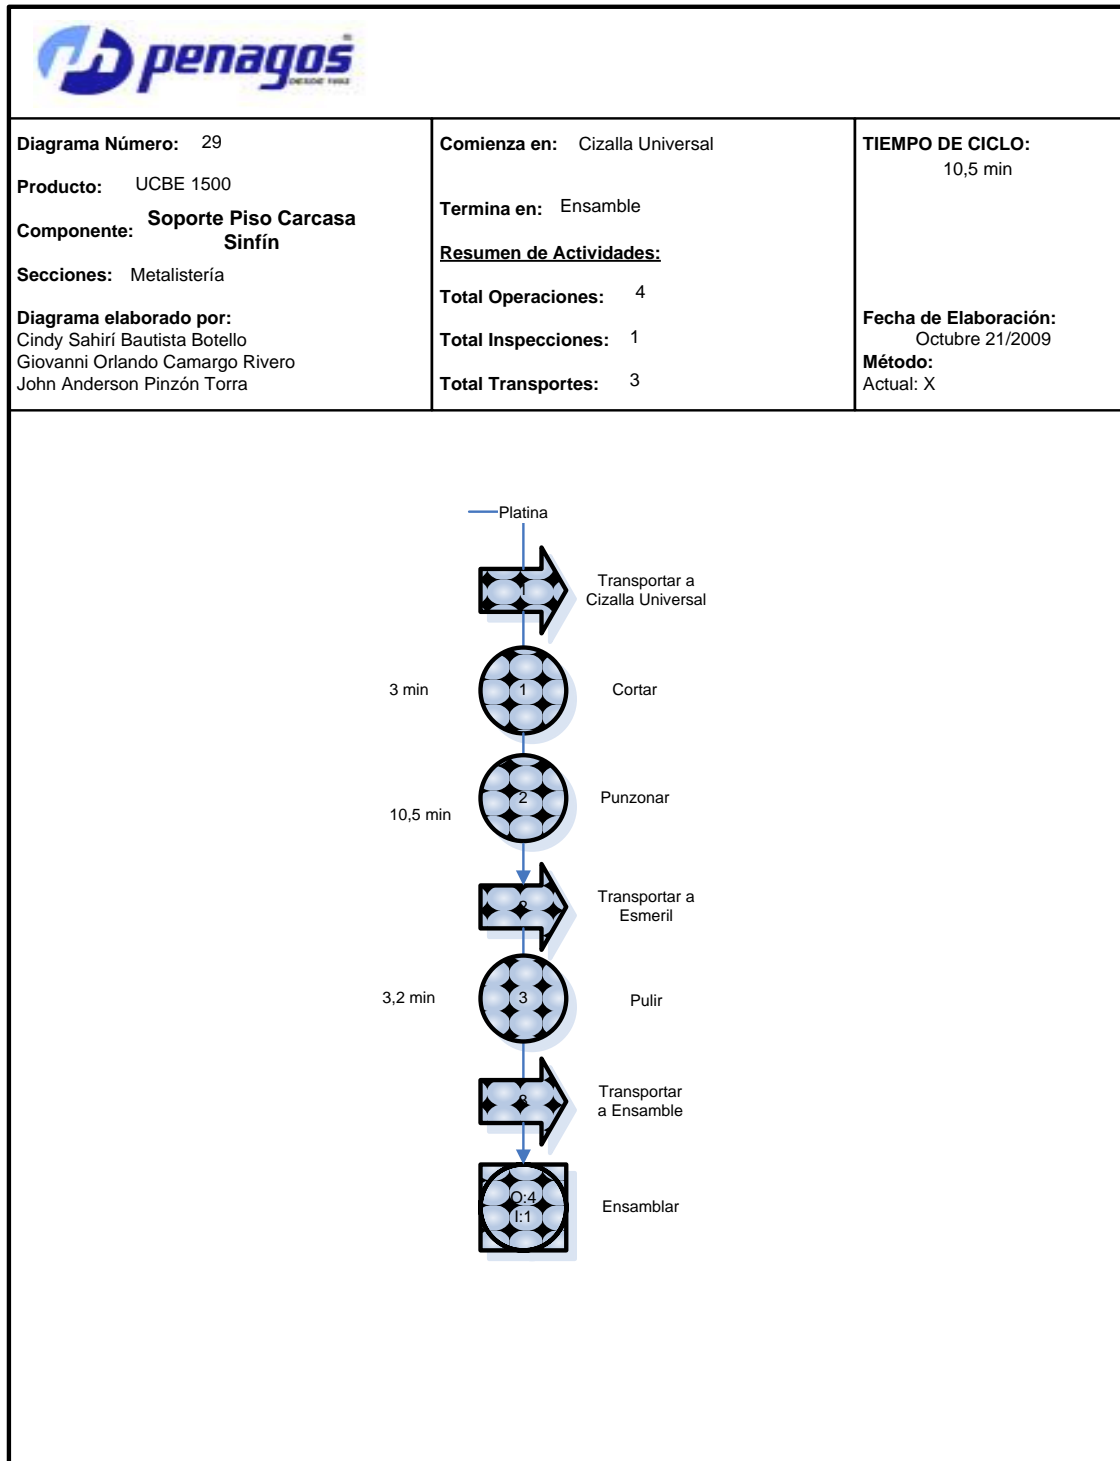 penagos
Diagrama Número: 29
Producto: UCBE 1500
Componente: Soporte Piso Carcasa
Sinfín
Secciones: Metalistería
Diagrama elaborado por:
Cindy Sahirí Bautista Botello
Giovanni Orlando Camargo Rivero
John Anderson Pinzón Torra
Comienza en: Cizalla Universal
Termina en: Ensamble
Resumen de Actividades:
Total Operaciones: 4
Total Inspecciones: 1
Total Transportes: 3
TIEMPO DE CICLO:
10,5 min
Fecha de Elaboración:
Octubre 21/2009
Método:
Actual: X
Platina
1
Transportar a
Cizalla Universal
3 min
1
Cortar
10,5 min
2
Punzonar
2
Transportar a
Esmeril
3,2 min
3
Pulir
3
Transportar
a Ensamble
O:4
I:1
Ensamblar